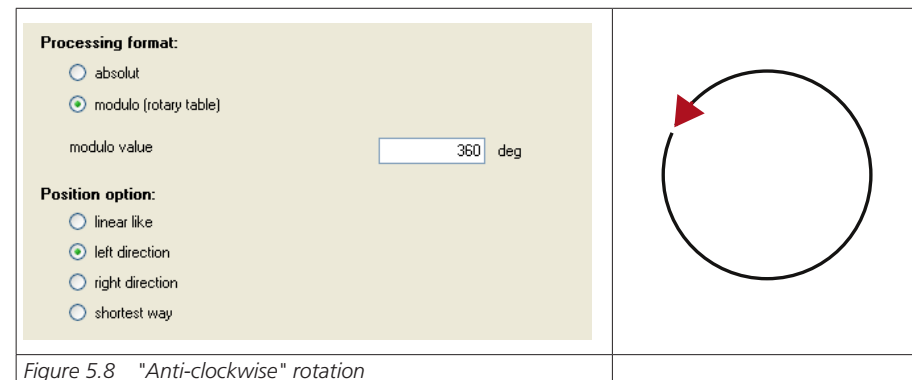 Processing format:
absolut
modulo (rotary table)
modulo value 360 deg
Position option:
linear like
left direction
right direction
shortest way
Figure 5.8 "Anti-clockwise" rotation